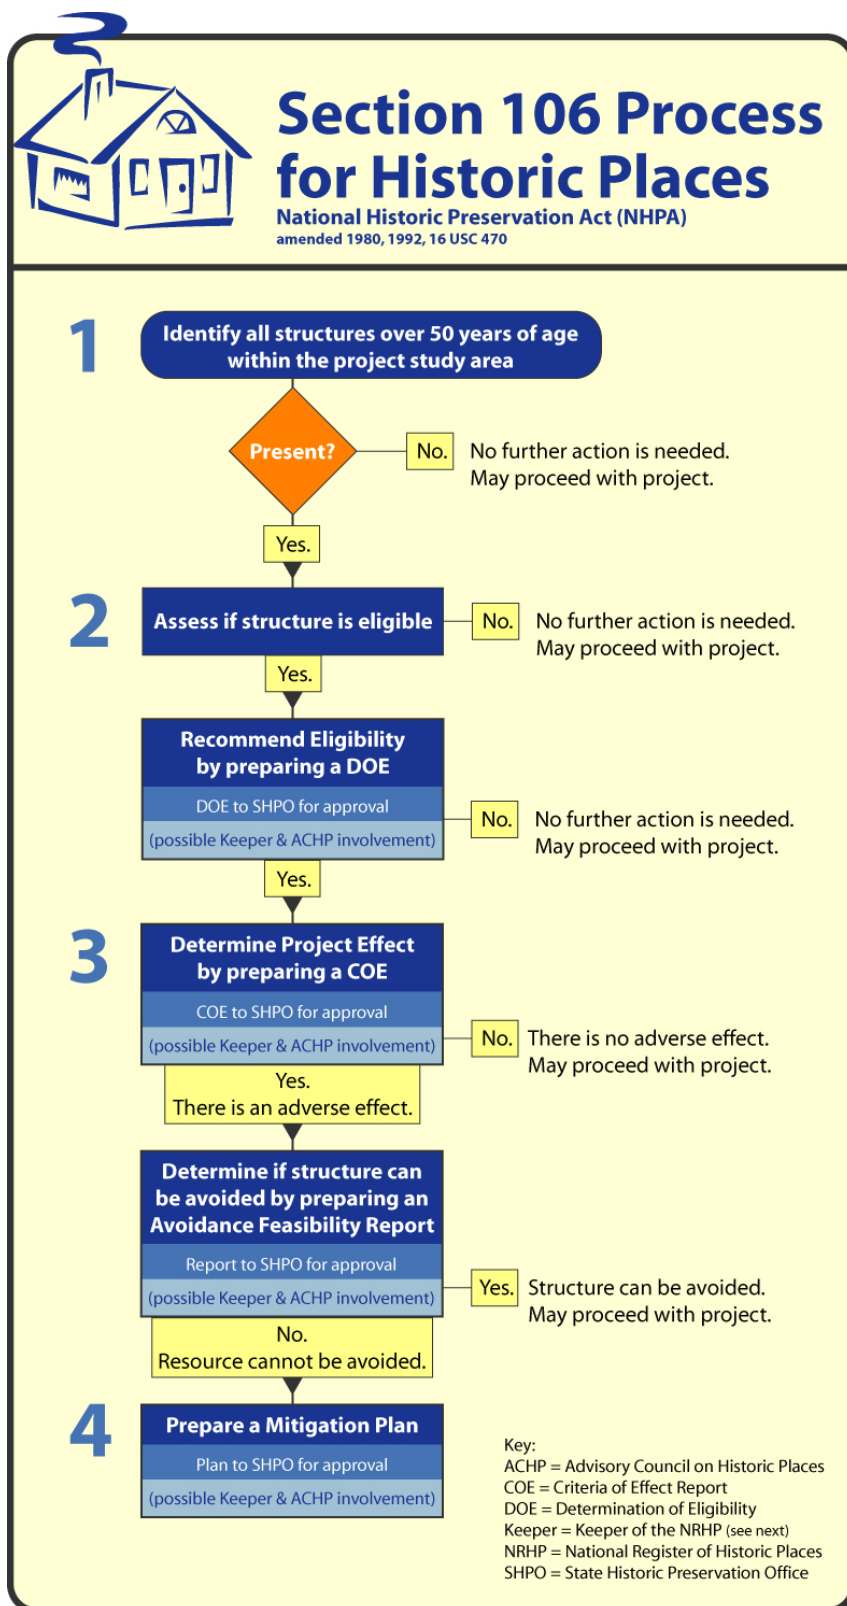 Section 106 Process
for Historic Places
National Historic Preservation Act (NHPA)
amended 1980, 1992, 16 USC 470
1
Identify all structures over 50 years of age
within the project study area
Present?
No.
No further action is needed.
May proceed with project.
Yes.
2
Assess if structure is eligible
No.
No further action is needed.
May proceed with project.
Yes.
Recommend Eligibility
by preparing a DOE
DOE to SHPO for approval
(possible Keeper & ACHP involvement)
No.
No further action is needed.
May proceed with project.
Yes.
3
Determine Project Effect
by preparing a COE
COE to SHPO for approval
(possible Keeper & ACHP involvement)
No.
There is no adverse effect.
May proceed with project.
Yes.
There is an adverse effect.
Determine if structure can
be avoided by preparing an
Avoidance Feasibility Report
Report to SHPO for approval
(possible Keeper & ACHP involvement)
Yes.
Structure can be avoided.
May proceed with project.
No.
Resource cannot be avoided.
4
Prepare a Mitigation Plan
Plan to SHPO for approval
(possible Keeper & ACHP involvement)
Key:
ACHP = Advisory Council on Historic Places
COE = Criteria of Effect Report
DOE = Determination of Eligibility
Keeper = Keeper of the NRHP (see next)
NRHP = National Register of Historic Places
SHPO = State Historic Preservation Office